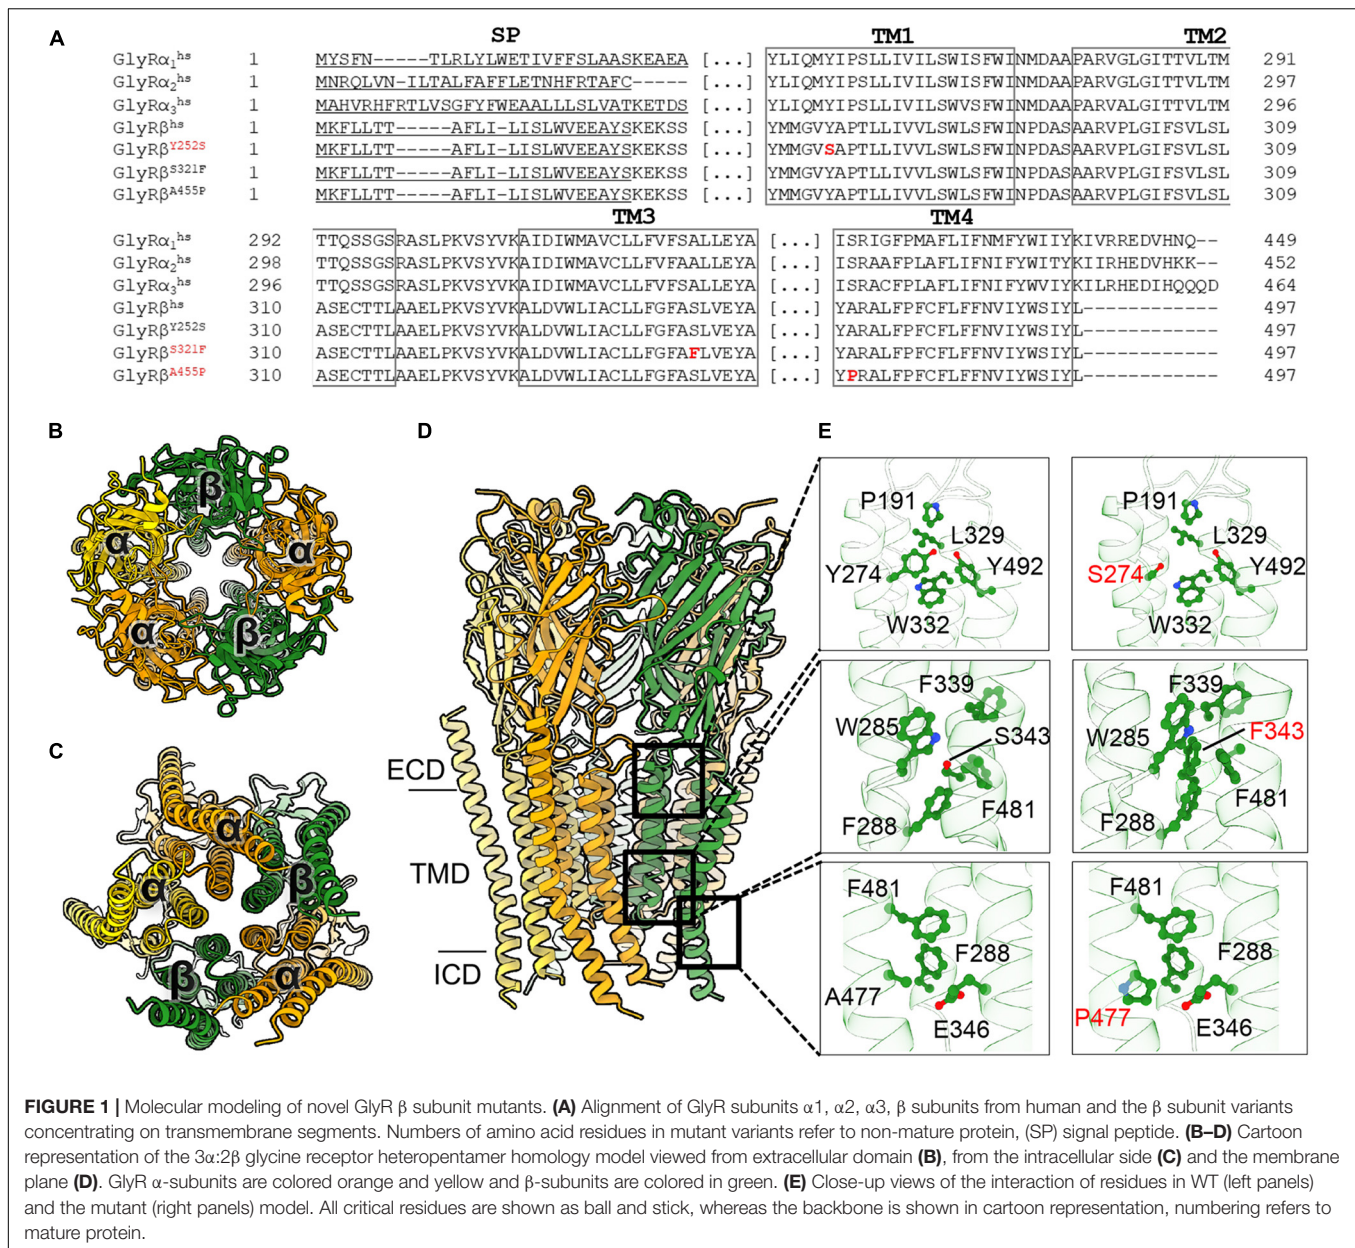 A
SP TM1 TM2
GlyRα1hs 1 MYSFN-----TLRLYLWETIVFFSLAASKEAEA [...] YLIQMYIPSLLIVILSWISFWINMDAAPARVGLGITTVLTM 291
GlyRα2hs 1 MNRQLVN-ILTALFAFFLETNHFRTAFC----- [...] YLIQMYIPSLLIVILSWVSFWINMDAAPARVGLGITTVLTM 297
GlyRα3hs 1 MAHVRHFRTLVSGFYFWEAALLLSLVATKETDS [...] YLIQMYIPSLLIVILSWVSFWINMDAAPARVALGITTVLTM 296
GlyRβhs 1 MKFLLTT-----AFLI-LISLWVEEAYSKEKSS [...] YMMGVYAPTLLIVVLSWLSFWINPDASAARVPLGIFSVLSL 309
GlyRβY252S 1 MKFLLTT-----AFLI-LISLWVEEAYSKEKSS [...] YMMGVSAPTLLIVVLSWLSFWINPDASAARVPLGIFSVLSL 309
GlyRβS321F 1 MKFLLTT-----AFLI-LISLWVEEAYSKEKSS [...] YMMGVYAPTLLIVVLSWLSFWINPDASAARVPLGIFSVLSL 309
GlyRβA455P 1 MKFLLTT-----AFLI-LISLWVEEAYSKEKSS [...] YMMGVYAPTLLIVVLSWLSFWINPDASAARVPLGIFSVLSL 309
TM3 TM4
GlyRα1hs 292 TTQSSGSRASLPKVSYVKAIDIWMAVCLLFVFSALLEYA [...] ISRIGFPMAFLIFNMFYWIIYKIVRREDVHNQ-- 449
GlyRα2hs 298 TTQSSGSRASLPKVSYVKAIDIWMAVCLLFVFAALLEYA [...] ISRAAFPLAFLIFNIFYWITYKIIRHEDVHKK-- 452
GlyRα3hs 296 TTQSSGSRASLPKVSYVKAIDIWMAVCLLFVFSALLEYA [...] ISRACFPLAFLIFNIFYWVIYKILRHEDIHQQQD 464
GlyRβhs 310 ASECTTLAAELPKVSYVKALDVWLIACLLFGFASLVEYA [...] YARALFPFCFLFFNVIYWSIYL------------ 497
GlyRβY252S 310 ASECTTLAAELPKVSYVKALDVWLIACLLFGFASLVEYA [...] YARALFPFCFLFFNVIYWSIYL------------ 497
GlyRβS321F 310 ASECTTLAAELPKVSYVKALDVWLIACLLFGFAFLVEYA [...] YARALFPFCFLFFNVIYWSIYL------------ 497
GlyRβA455P 310 ASECTTLAAELPKVSYVKALDVWLIACLLFGFASLVEYA [...] YPRALFPFCFLFFNVIYWSIYL------------ 497
B
β
α α
α β
C
α
α β
β α
D
ECD
TMD
ICD
E
P191
L329
Y274 Y492
W332
P191
L329
S274 Y492
W332
F339
W285
S343
F481
F288
F339
W285 F343
F481
F288
F481
F288
A477
E346
F481
F288
P477
E346
FIGURE 1 | Molecular modeling of novel GlyR β subunit mutants. (A) Alignment of GlyR subunits α1, α2, α3, β subunits from human and the β subunit variants
concentrating on transmembrane segments. Numbers of amino acid residues in mutant variants refer to non-mature protein, (SP) signal peptide. (B–D) Cartoon
representation of the 3α:2β glycine receptor heteropentamer homology model viewed from extracellular domain (B), from the intracellular side (C) and the membrane
plane (D). GlyR α-subunits are colored orange and yellow and β-subunits are colored in green. (E) Close-up views of the interaction of residues in WT (left panels)
and the mutant (right panels) model. All critical residues are shown as ball and stick, whereas the backbone is shown in cartoon representation, numbering refers to
mature protein.